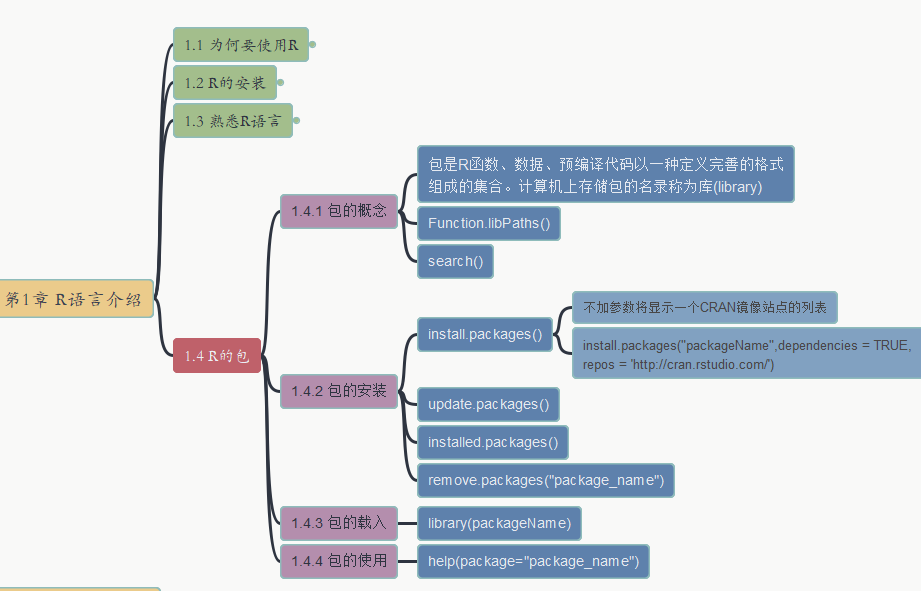 1.1 为何要使用R
1.2 R的安装
1.3 熟悉R语言
第1章 R语言介绍
1.4 R的包
1.4.1 包的概念
包是R函数、数据、预编译代码以一种定义完善的格式
组成的集合。计算机上存储包的名录称为库(library)
Function.libPaths()
search()
1.4.2 包的安装
install.packages()
不加参数将显示一个CRAN镜像站点的列表
install.packages("packageName",dependencies = TRUE,
repos = 'http://cran.rstudio.com/')
update.packages()
installed.packages()
remove.packages("package_name")
1.4.3 包的载入
library(packageName)
1.4.4 包的使用
help(package="package_name")